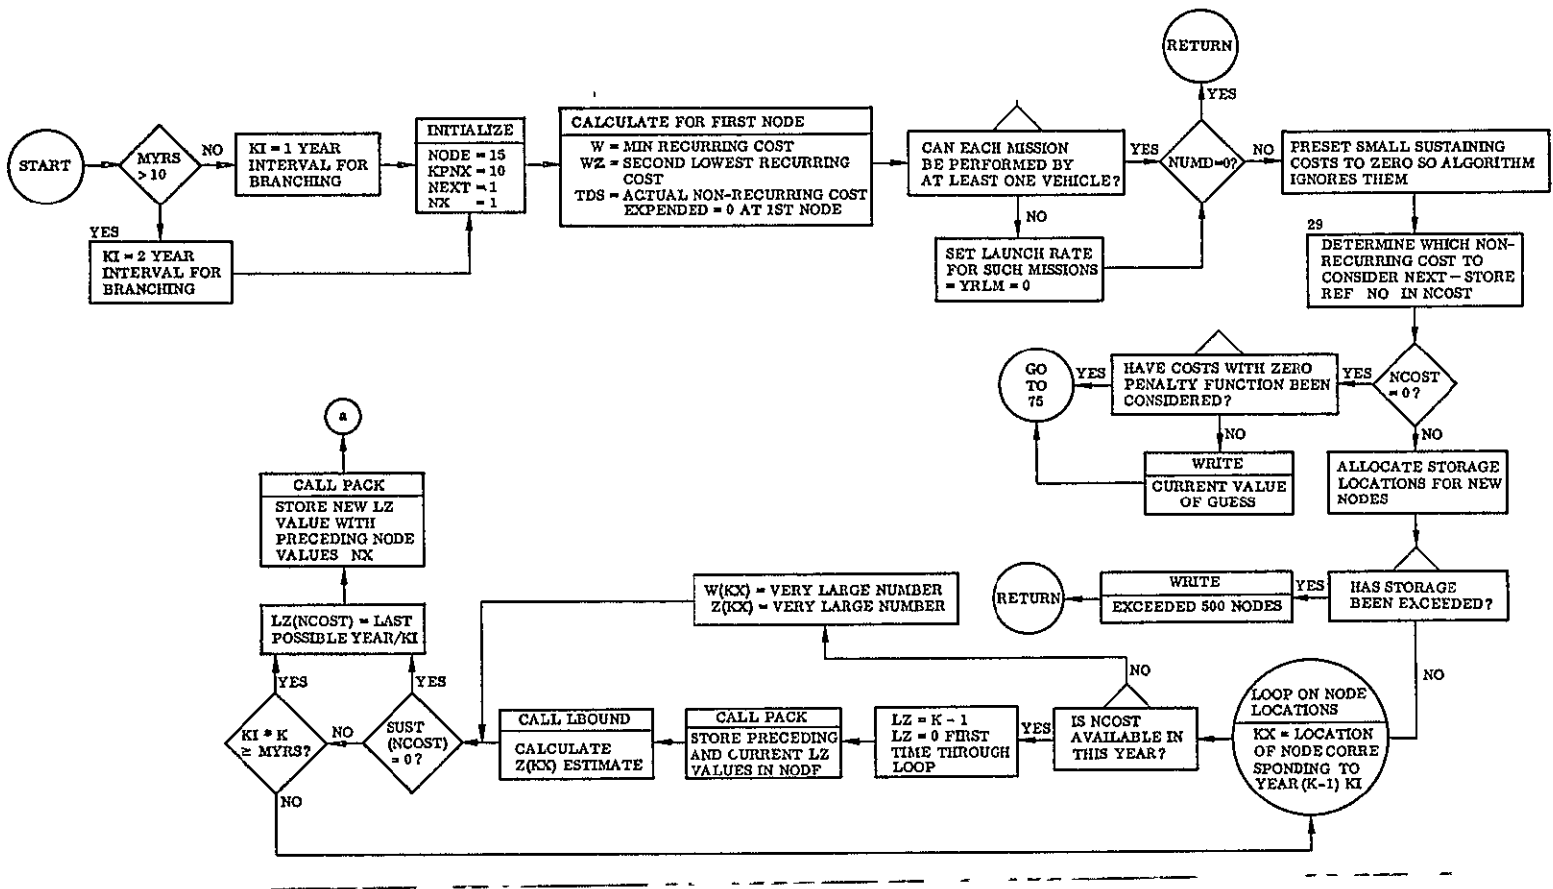 START
MYRS
> 10
NO
YES
KI = 1 YEAR
INTERVAL FOR
BRANCHING
KI = 2 YEAR
INTERVAL FOR
BRANCHING
INITIALIZE
NODE = 15
KPNX = 10
NEXT = 1
NX = 1
CALCULATE FOR FIRST NODE
W = MIN RECURRING COST
WZ = SECOND LOWEST RECURRING
COST
TDS = ACTUAL NON-RECURRING COST
EXPENDED = 0 AT 1ST NODE
CAN EACH MISSION
BE PERFORMED BY
AT LEAST ONE VEHICLE?
YES
NO
SET LAUNCH RATE
FOR SUCH MISSIONS
= YRLM = 0
NUMD=0?
YES
RETURN
NO
PRESET SMALL SUSTAINING
COSTS TO ZERO SO ALGORITHM
IGNORES THEM
29
DETERMINE WHICH NON-
RECURRING COST TO
CONSIDER NEXT - STORE
REF NO IN NCOST
NCOST
= 0?
YES
HAVE COSTS WITH ZERO
PENALTY FUNCTION BEEN
CONSIDERED?
YES
GO
TO
75
NO
WRITE
CURRENT VALUE
OF GUESS
NO
ALLOCATE STORAGE
LOCATIONS FOR NEW
NODES
HAS STORAGE
BEEN EXCEEDED?
YES
WRITE
EXCEEDED 500 NODES
RETURN
NO
LOOP ON NODE
LOCATIONS
KX = LOCATION
OF NODE CORRE
SPONDING TO
YEAR (K-1) KI
IS NCOST
AVAILABLE IN
THIS YEAR?
NO
W(KX) = VERY LARGE NUMBER
Z(KX) = VERY LARGE NUMBER
YES
LZ = K - 1
LZ = 0 FIRST
TIME THROUGH
LOOP
CALL PACK
STORE PRECEDING
AND CURRENT LZ
VALUES IN NODE
CALL LBOUND
CALCULATE
Z(KX) ESTIMATE
SUST
(NCOST)
= 0?
YES
NO
KI * K
≥ MYRS?
YES
NO
LZ(NCOST) = LAST
POSSIBLE YEAR/KI
CALL PACK
STORE NEW LZ
VALUE WITH
PRECEDING NODE
VALUES NX
a